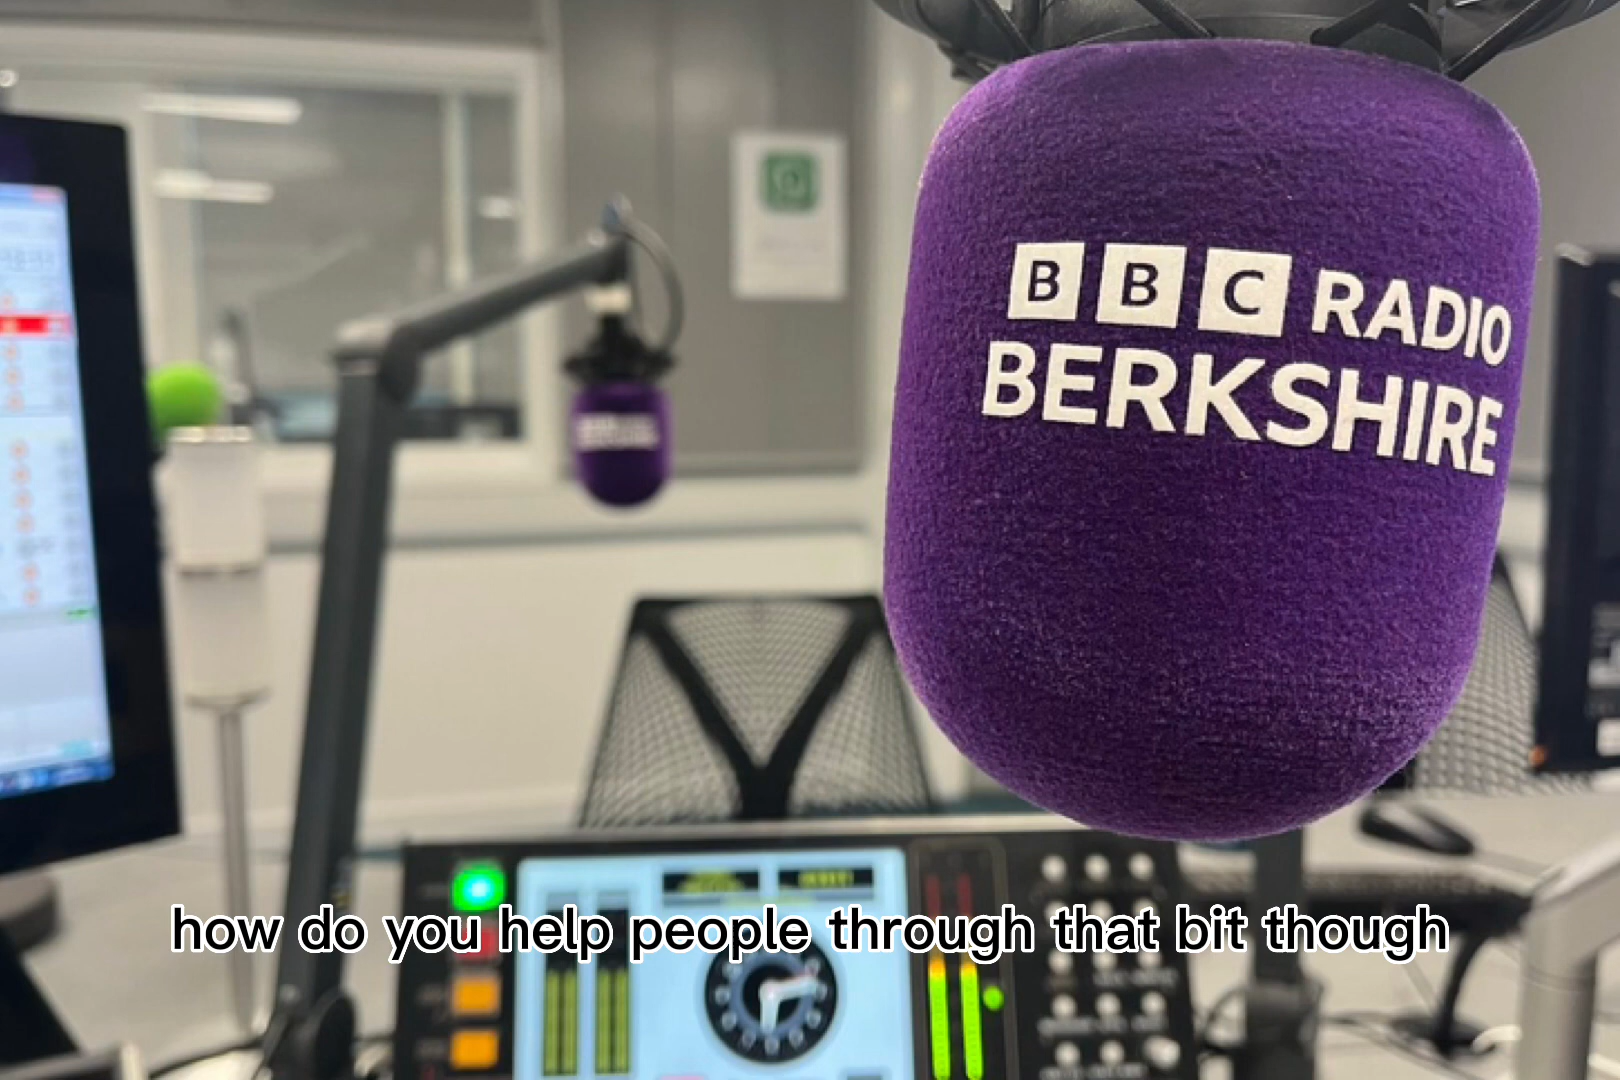 BBC RADIO
BERKSHIRE
how do you help people through that bit though